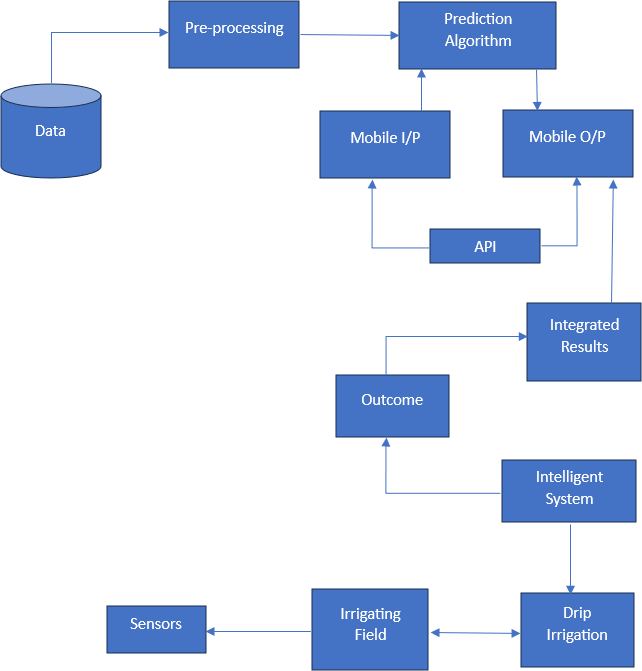 Pre-processing
Prediction
Algorithm
Data
Mobile I/P
Mobile O/P
API
Integrated
Results
Outcome
Intelligent
System
Sensors
Irrigating
Field
Drip
Irrigation